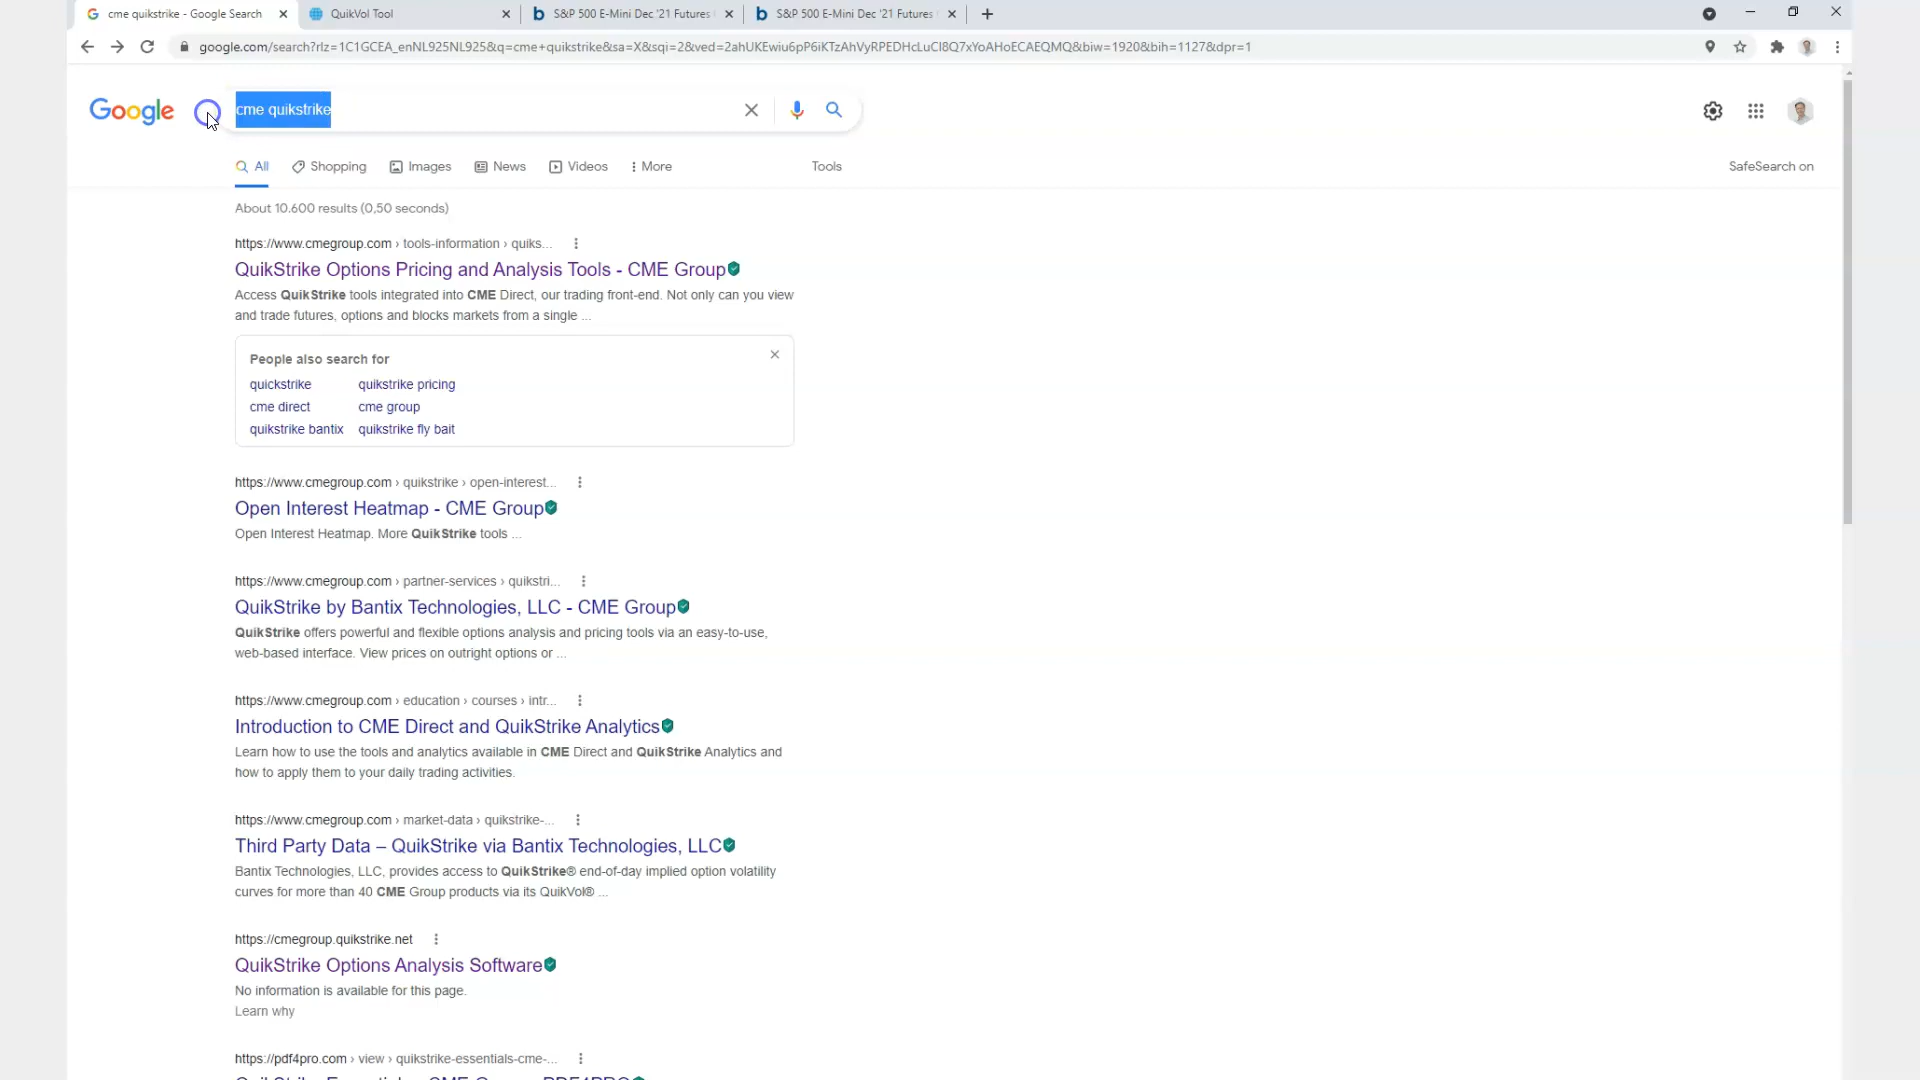 cme quikstrike - Google Search
QuikVol Tool
S&P 500 E-Mini Dec '21 Futures
S&P 500 E-Mini Dec '21 Futures
google.com/search?rlz=1C1GCEA_enNL925NL925&q=cme+quikstrike&sa=X&sqi=2&ved=2ahUKEwiu6pP6iKTzAhVyRPEDHcLuCI8Q7xYoAHoECAEQMQ&biw=1920&bih=1127&dpr=1
Google
cme quikstrike
All
Shopping
Images
News
Videos
More
Tools
SafeSearch on
About 10.600 results (0,50 seconds)
https://www.cmegroup.com › tools-information › quiks...
QuikStrike Options Pricing and Analysis Tools - CME Group
Access QuikStrike tools integrated into CME Direct, our trading front-end. Not only can you view
and trade futures, options and blocks markets from a single ...
People also search for
quickstrike
quikstrike pricing
cme direct
cme group
quikstrike bantix
quikstrike fly bait
https://www.cmegroup.com › quikstrike › open-interest...
Open Interest Heatmap - CME Group
Open Interest Heatmap. More QuikStrike tools ...
https://www.cmegroup.com › partner-services › quikstri...
QuikStrike by Bantix Technologies, LLC - CME Group
QuikStrike offers powerful and flexible options analysis and pricing tools via an easy-to-use,
web-based interface. View prices on outright options or ...
https://www.cmegroup.com › education › courses › intr...
Introduction to CME Direct and QuikStrike Analytics
Learn how to use the tools and analytics available in CME Direct and QuikStrike Analytics and
how to apply them to your daily trading activities.
https://www.cmegroup.com › market-data › quikstrike-...
Third Party Data – QuikStrike via Bantix Technologies, LLC
Bantix Technologies, LLC, provides access to QuikStrike® end-of-day implied option volatility
curves for more than 40 CME Group products via its QuikVol® ...
https://cmegroup.quikstrike.net
QuikStrike Options Analysis Software
No information is available for this page.
Learn why
https://pdf4pro.com › view › quikstrike-essentials-cme-...